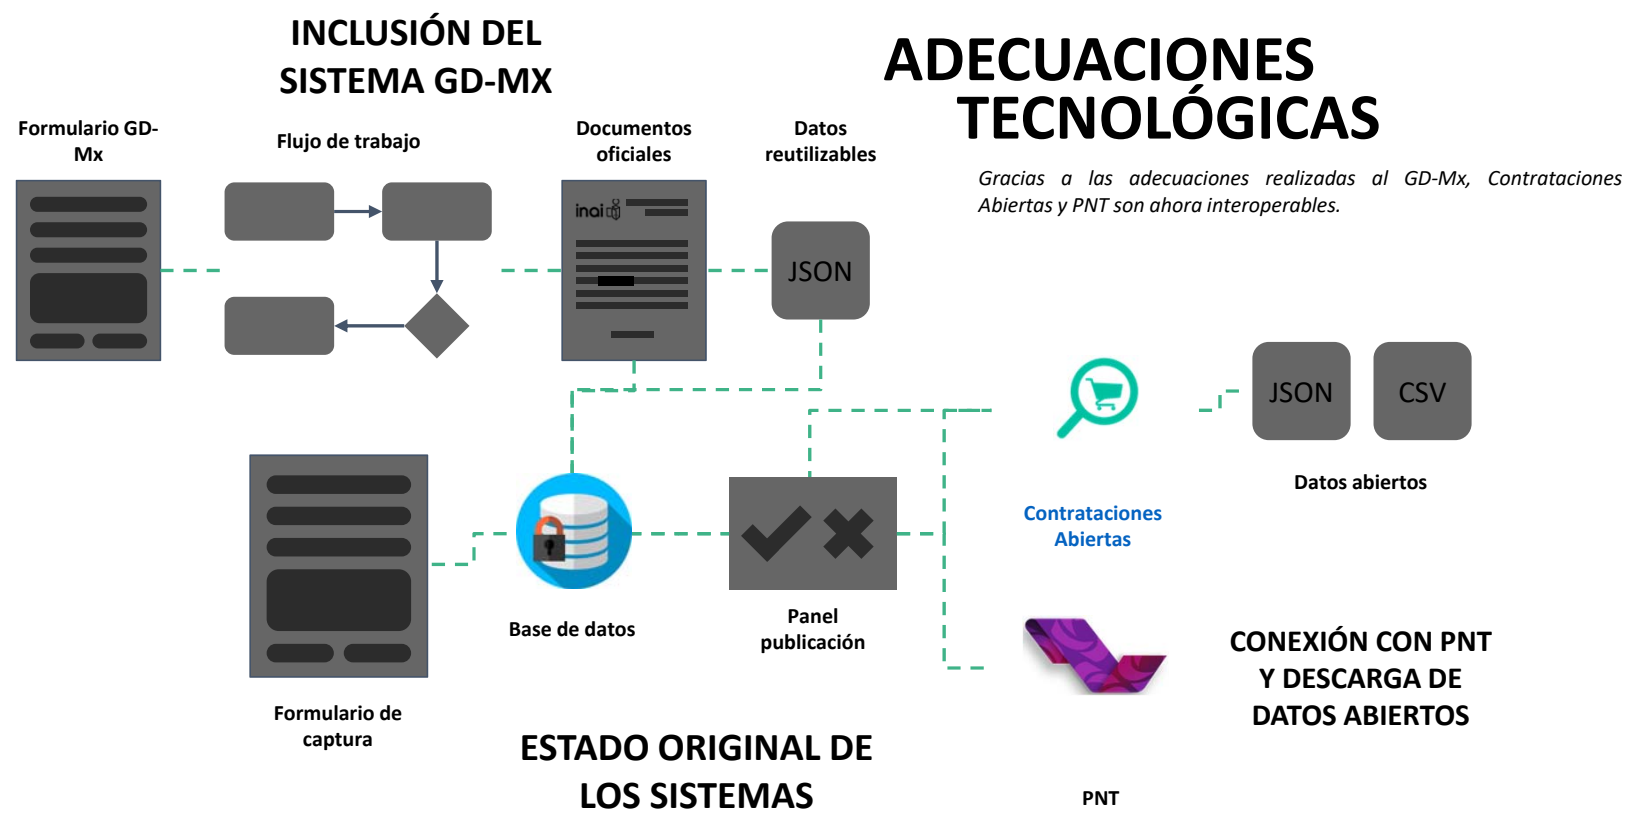 INCLUSIÓN DEL
SISTEMA GD-MX
ADECUACIONES
TECNOLÓGICAS
Gracias a las adecuaciones realizadas al GD-Mx, Contrataciones
Abiertas y PNT son ahora interoperables.
Formulario GD-
Mx
Flujo de trabajo
Documentos
oficiales
Datos
reutilizables
inai
JSON
JSON
CSV
Datos abiertos
Contrataciones
Abiertas
Base de datos
Panel
publicación
Formulario de
captura
CONEXIÓN CON PNT
Y DESCARGA DE
DATOS ABIERTOS
ESTADO ORIGINAL DE
LOS SISTEMAS
PNT